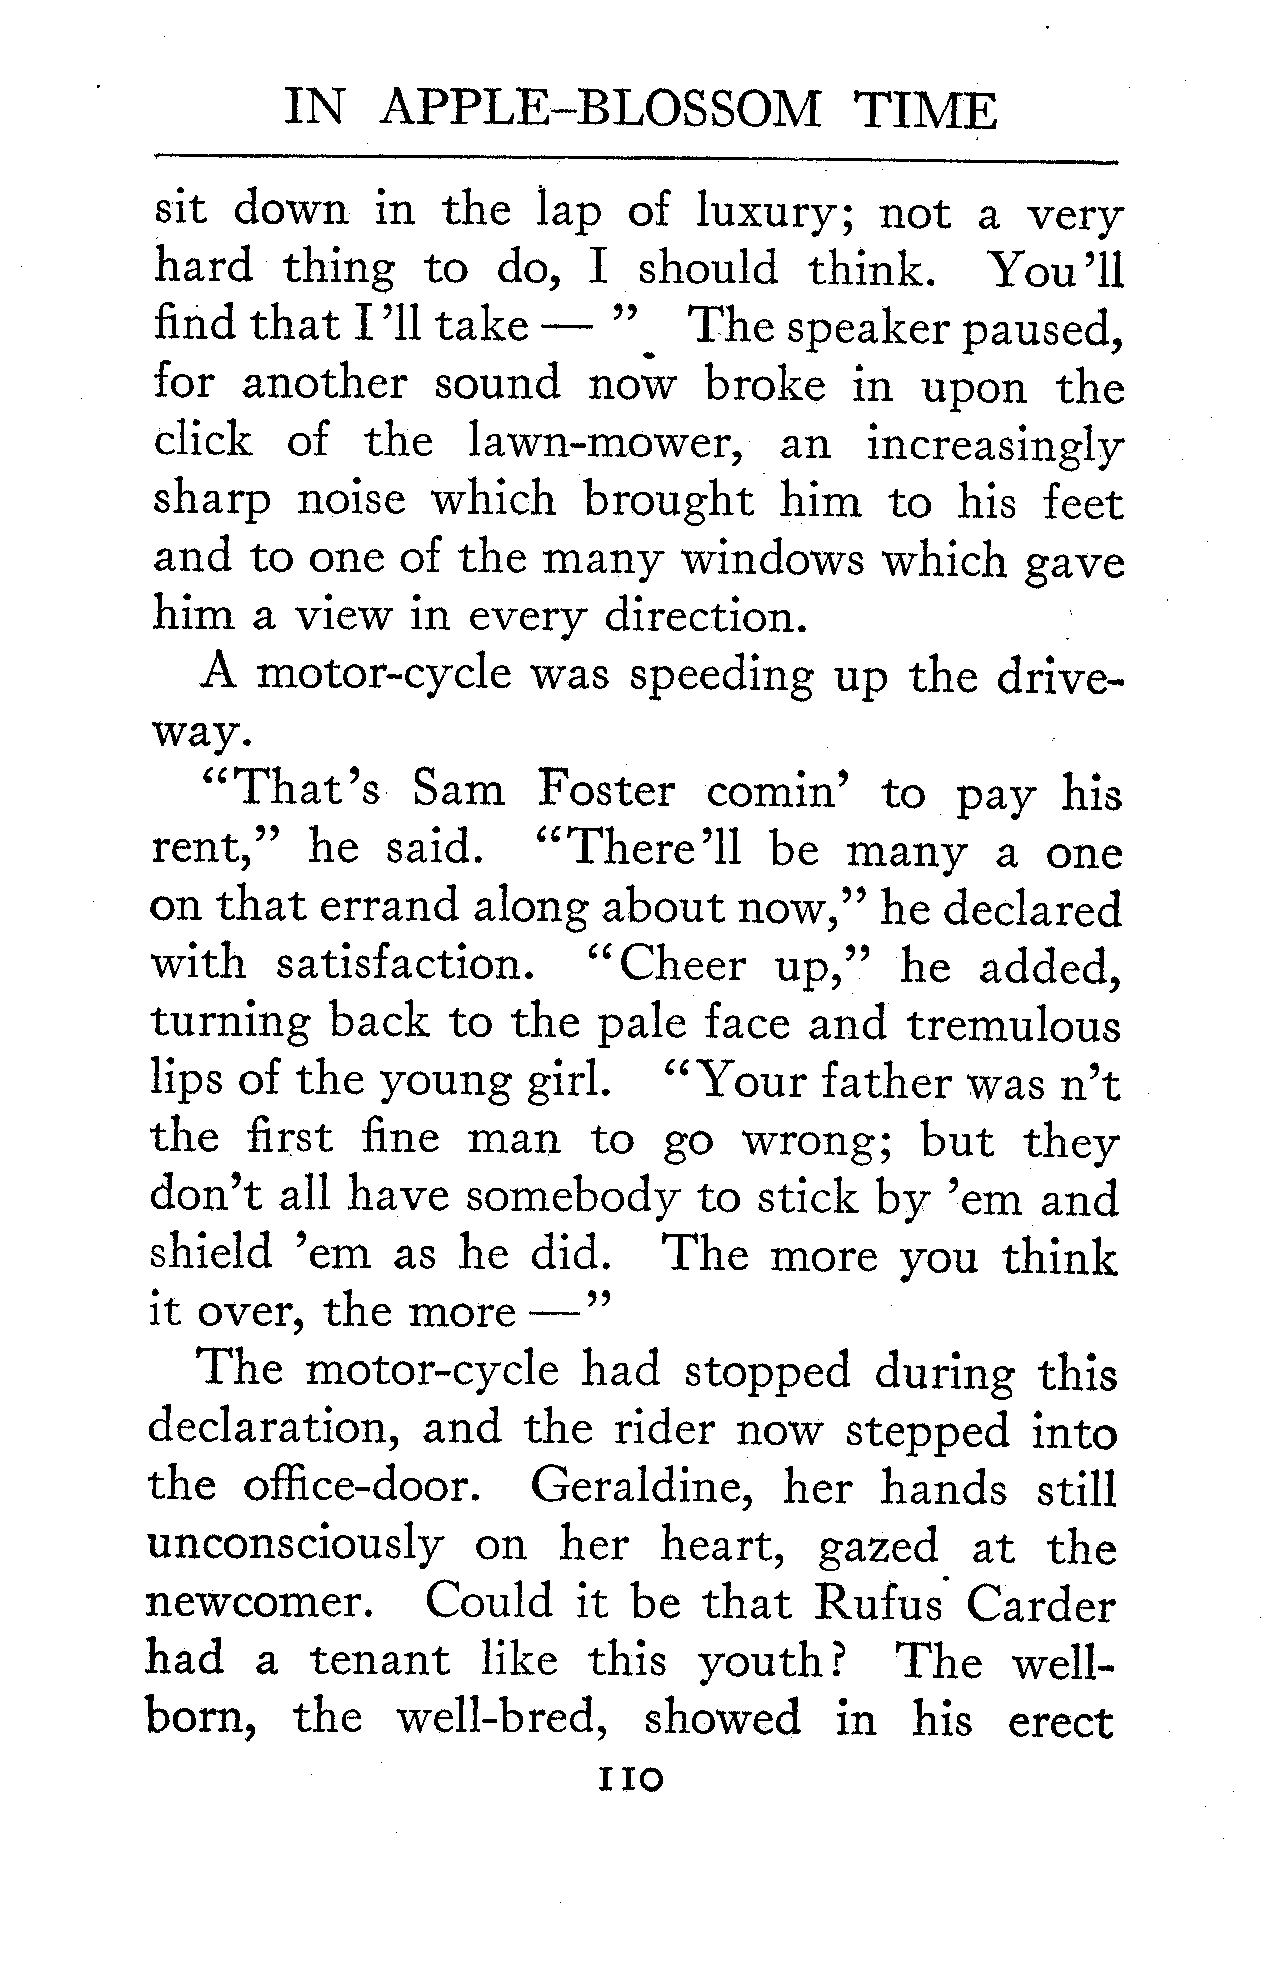 IN APPLE-BLOSSOM TIME
sit down in the lap of luxury; not a very
hard thing to do, I should think. You'll
find that I'll take — " The speaker paused,
for another sound now broke in upon the
click of the lawn-mower, an increasingly
sharp noise which brought him to his feet
and to one of the many windows which gave
him a view in every direction.
A motor-cycle was speeding up the drive-
way.
"That's Sam Foster comin' to pay his
rent," he said. "There'll be many a one
on that errand along about now," he declared
with satisfaction. "Cheer up," he added,
turning back to the pale face and tremulous
lips of the young girl. "Your father was n't
the first fine man to go wrong; but they
don't all have somebody to stick by 'em and
shield 'em as he did. The more you think
it over, the more —"
The motor-cycle had stopped during this
declaration, and the rider now stepped into
the office-door. Geraldine, her hands still
unconsciously on her heart, gazed at the
newcomer. Could it be that Rufus Carder
had a tenant like this youth? The well-
born, the well-bred, showed in his erect
110